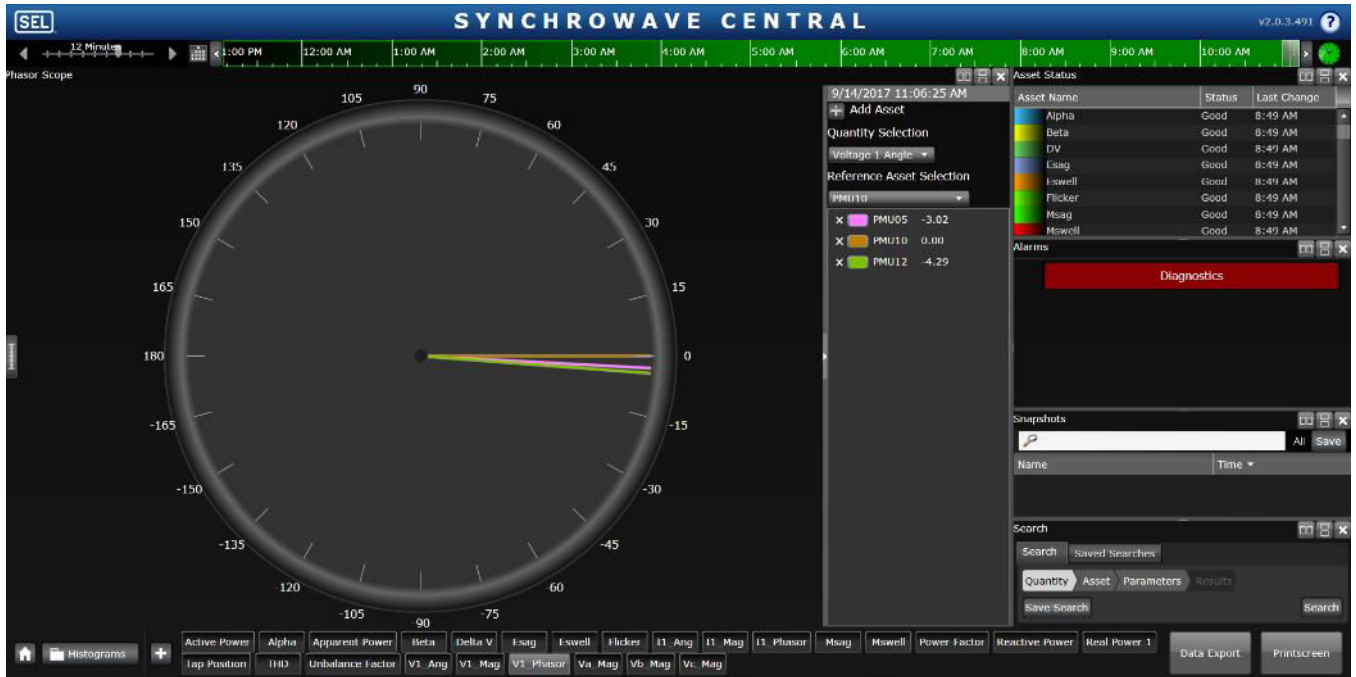 SEL
SYNCHROWAVE CENTRAL
v2.0.3.491 ?
12 Minutes
1:00 PM 12:00 AM 1:00 AM 2:00 AM 3:00 AM 4:00 AM 5:00 AM 6:00 AM 7:00 AM 8:00 AM 9:00 AM 10:00 AM
Phasor Scope
90
105 75
120 60
135 45
150 30
165 15
180 0
-165 -15
-150 -30
-135 -45
120 60
-105 -75
90
9/14/2017 11:06:25 AM
Add Asset
Quantity Selection
Voltage 1 Angle
Reference Asset Selection
PMU10
x PMU05 -3.02
x PMU10 0.00
x PMU12 -4.29
Asset Status
Asset Name Status Last Change
Alpha Good 8:49 AM
Beta Good 8:49 AM
DV Good 8:49 AM
Esag Good 8:49 AM
Eswell Good 8:49 AM
Flicker Good 8:49 AM
Msag Good 8:49 AM
Mswell Good 8:49 AM
Alarms
Diagnostics
Snapshots
All Save
Name Time
Search
Search Saved Searches
Quantity Asset Parameters Results
Save Search Search
Histograms
Active Power Alpha Apparent Power Beta Delta V Esag Eswell Flicker I1_Ang I1_Mag I1_Phasor Msag Mswell Power Factor Reactive Power Real Power 1
Tap Position THD Unbalance Factor V1_Ang V1_Mag V1_Phasor Va_Mag Vb_Mag Vc_Mag
Data Export Printscreen